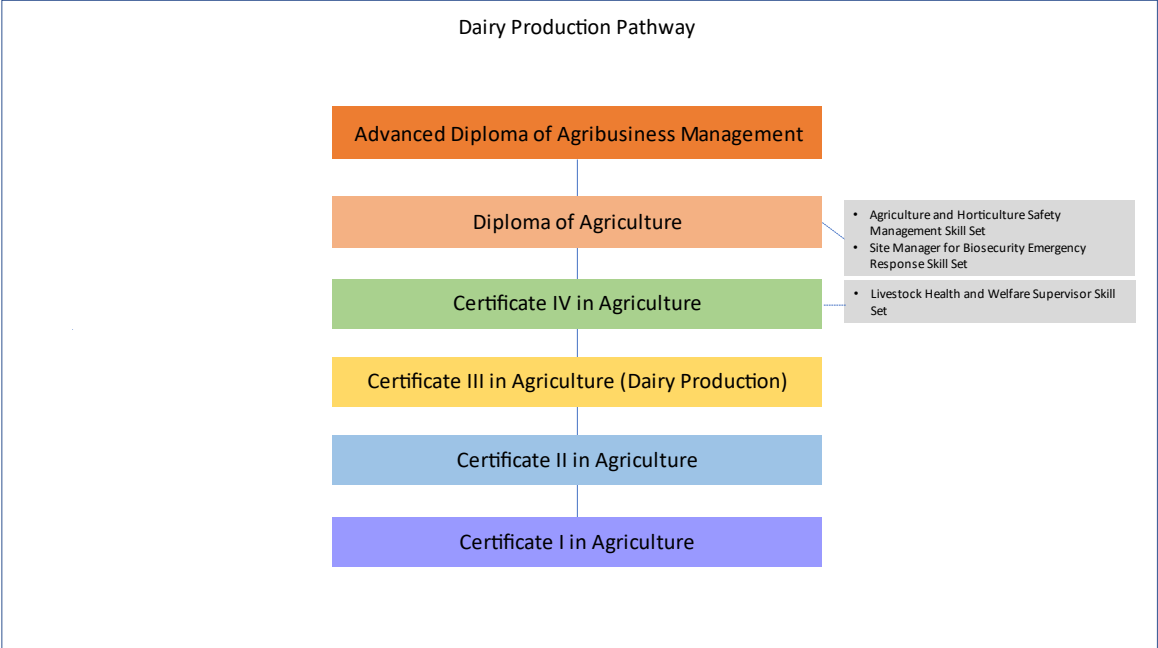 Dairy Production Pathway
Advanced Diploma of Agribusiness Management
Diploma of Agriculture
• Agriculture and Horticulture Safety
Management Skill Set
• Site Manager for Biosecurity Emergency
Response Skill Set
Certificate IV in Agriculture
• Livestock Health and Welfare Supervisor Skill
Set
Certificate III in Agriculture (Dairy Production)
Certificate II in Agriculture
Certificate I in Agriculture